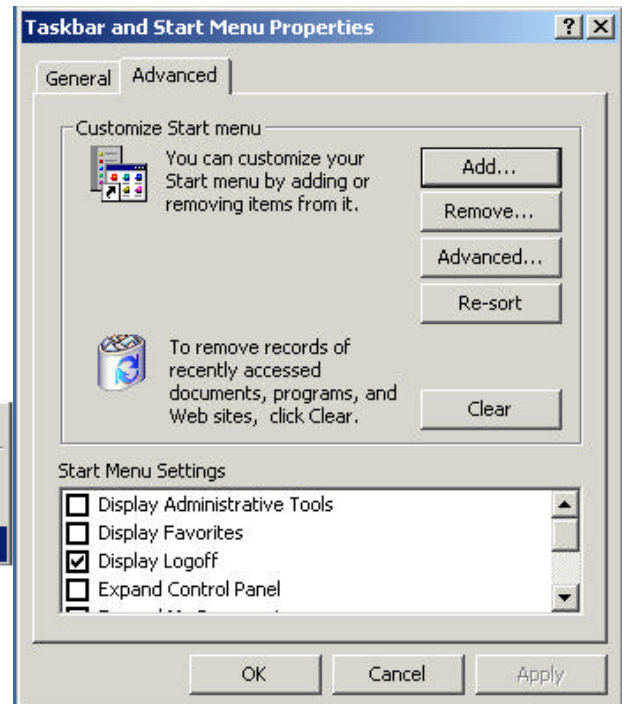 Taskbar and Start Menu Properties
General Advanced
Customize Start menu
You can customize your
Start menu by adding or
removing items from it.
Add...
Remove...
Advanced...
Re-sort
To remove records of
recently accessed
documents, programs, and
Web sites, click Clear.
Clear
Start Menu Settings
Display Administrative Tools
Display Favorites
Display Logoff
Expand Control Panel
OK Cancel Apply